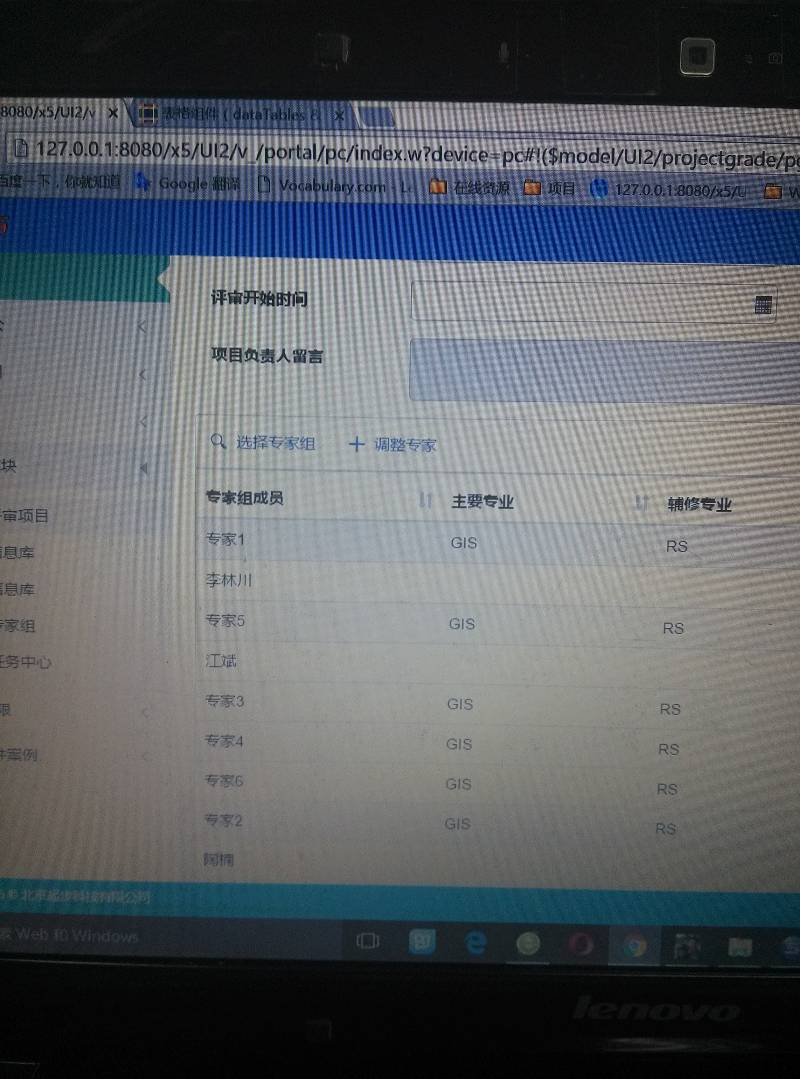 8080/x5/UI2/v
表格组件 ( dataTables &
127.0.0.1:8080/x5/UI2/v_/portal/pc/index.w?device=pc#!($model/UI2/projectgrade/pc
百度一下，你就知道 Google 翻译 Vocabulary.com - Le 在线资源 项目 127.0.0.1:8080/x5/U W
评审开始时间
项目负责人留言
选择专家组 调整专家
块
专家组成员 主要专业 辅修专业
审项目
专家1 GIS RS
息库
李林川
息库
专家5 GIS RS
家组
江斌
任务中心
专家3 GIS RS
限
专家4 GIS RS
件案例
专家6 GIS RS
专家2 GIS RS
陶楠
北京起步科技有限公司
索 Web 和 Windows
lenovo